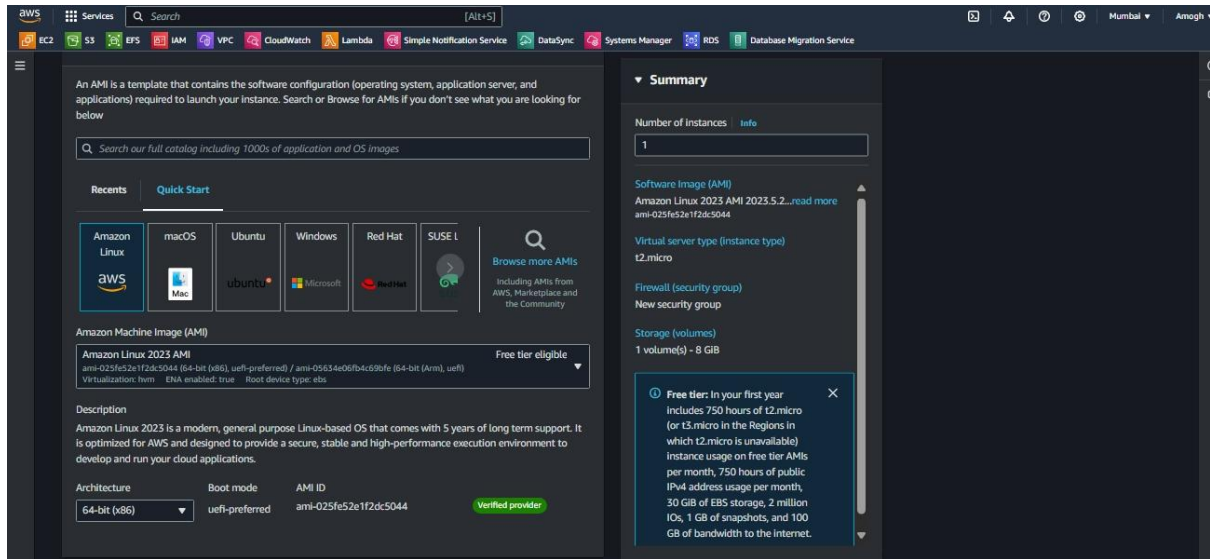 aws
Services
Search
[Alt+S]
Mumbai
Amogh
EC2
S3
EFS
IAM
VPC
CloudWatch
Lambda
Simple Notification Service
DataSync
Systems Manager
RDS
Database Migration Service
An AMI is a template that contains the software configuration (operating system, application server, and
applications) required to launch your instance. Search or Browse for AMIs if you don't see what you are looking for
below
Search our full catalog including 1000s of application and OS images
Recents
Quick Start
Amazon
Linux
aws
macOS
Mac
Ubuntu
ubuntu
Windows
Microsoft
Red Hat
Red Hat
SUSE L
Browse more AMIs
Including AMIs from
AWS, Marketplace and
the Community
Amazon Machine Image (AMI)
Amazon Linux 2023 AMI
Free tier eligible
ami-025fe52e1f2dc5044 (64-bit (x86), uefi-preferred) / ami-05634e06fb4c69bfe (64-bit (Arm), uefi)
Virtualization: hvm ENA enabled: true Root device type: ebs
Description
Amazon Linux 2023 is a modern, general purpose Linux-based OS that comes with 5 years of long term support. It
is optimized for AWS and designed to provide a secure, stable and high-performance execution environment to
develop and run your cloud applications.
Architecture
64-bit (x86)
Boot mode
uefi-preferred
AMI ID
ami-025fe52e1f2dc5044
Verified provider
Summary
Number of instances
Info
1
Software Image (AMI)
Amazon Linux 2023 AMI 2023.5.2...read more
ami-025fe52e1f2dc5044
Virtual server type (instance type)
t2.micro
Firewall (security group)
New security group
Storage (volumes)
1 volume(s) - 8 GiB
Free tier: In your first year
includes 750 hours of t2.micro
(or t3.micro in the Regions in
which t2.micro is unavailable)
instance usage on free tier AMIs
per month, 750 hours of public
IPv4 address usage per month,
30 GiB of EBS storage, 2 million
IOs, 1 GB of snapshots, and 100
GB of bandwidth to the internet.